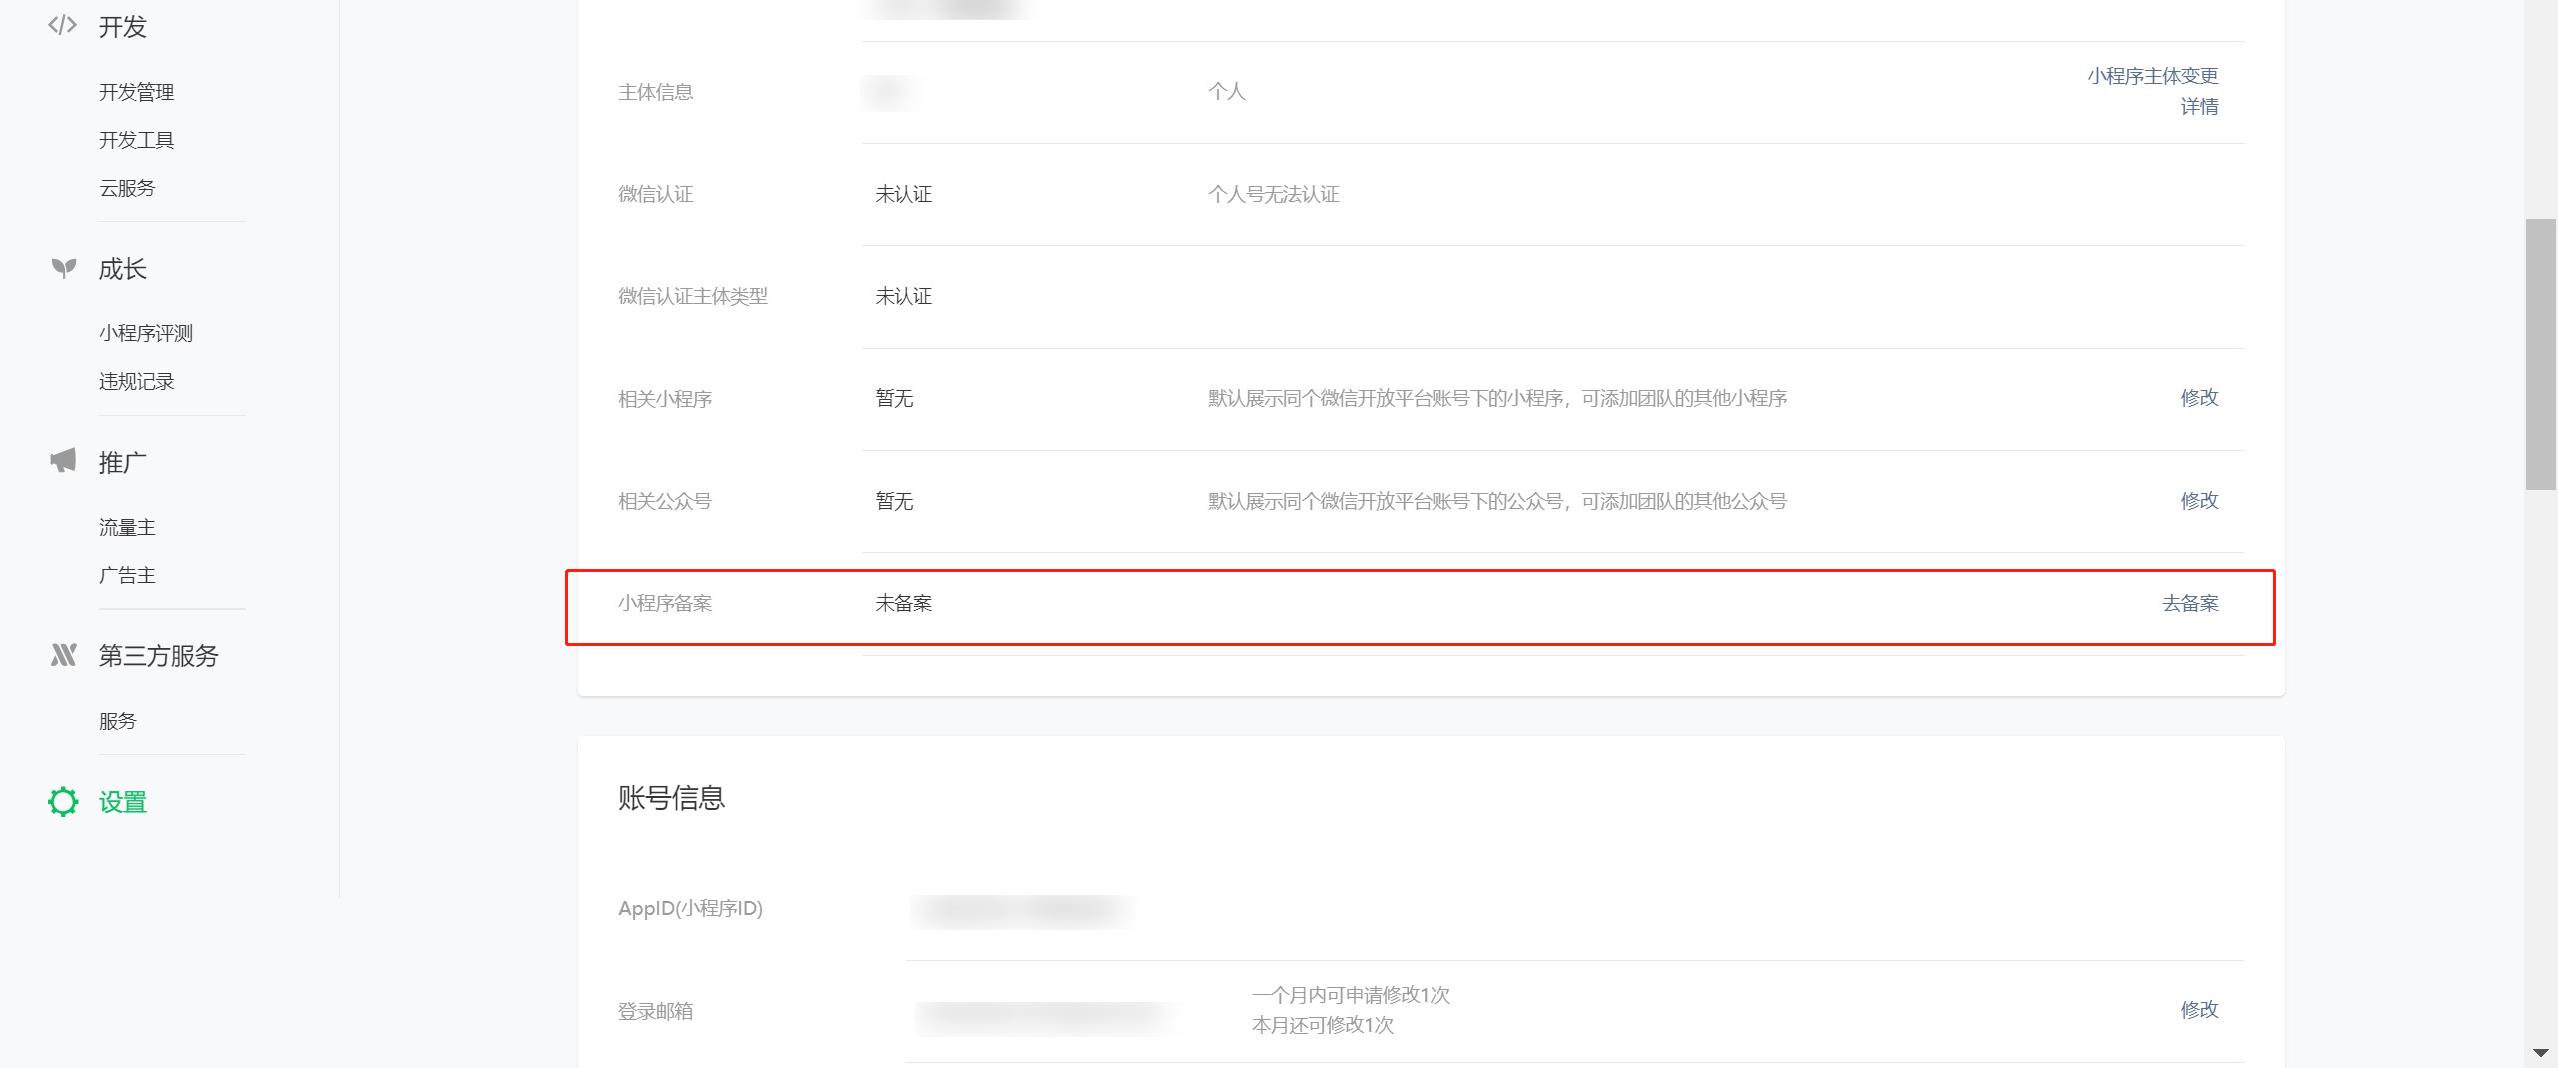 开发
开发管理
开发工具
云服务
成长
小程序评测
违规记录
推广
流量主
广告主
第三方服务
服务
设置
主体信息
个人
小程序主体变更
详情
微信认证
未认证
个人号无法认证
微信认证主体类型
未认证
相关小程序
暂无
默认展示同个微信开放平台账号下的小程序，可添加团队的其他小程序
修改
相关公众号
暂无
默认展示同个微信开放平台账号下的公众号，可添加团队的其他公众号
修改
小程序备案
未备案
去备案
账号信息
AppID(小程序ID)
登录邮箱
一个月内可申请修改1次
本月还可修改1次
修改